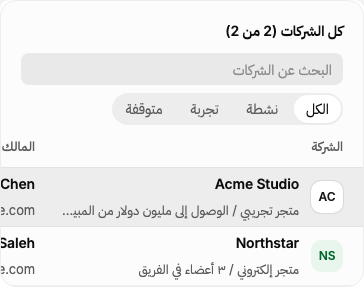 كل الشركات (2 من 2)
البحث عن الشركات
الكل نشطة تجربة متوقفة
الشركة المالك
AC Acme Studio Chen
متجر تجريبي / الوصول إلى مليون دولار من المبي... e.com
NS Northstar Saleh
متجر إلكتروني / ٣ أعضاء في الفريق e.com